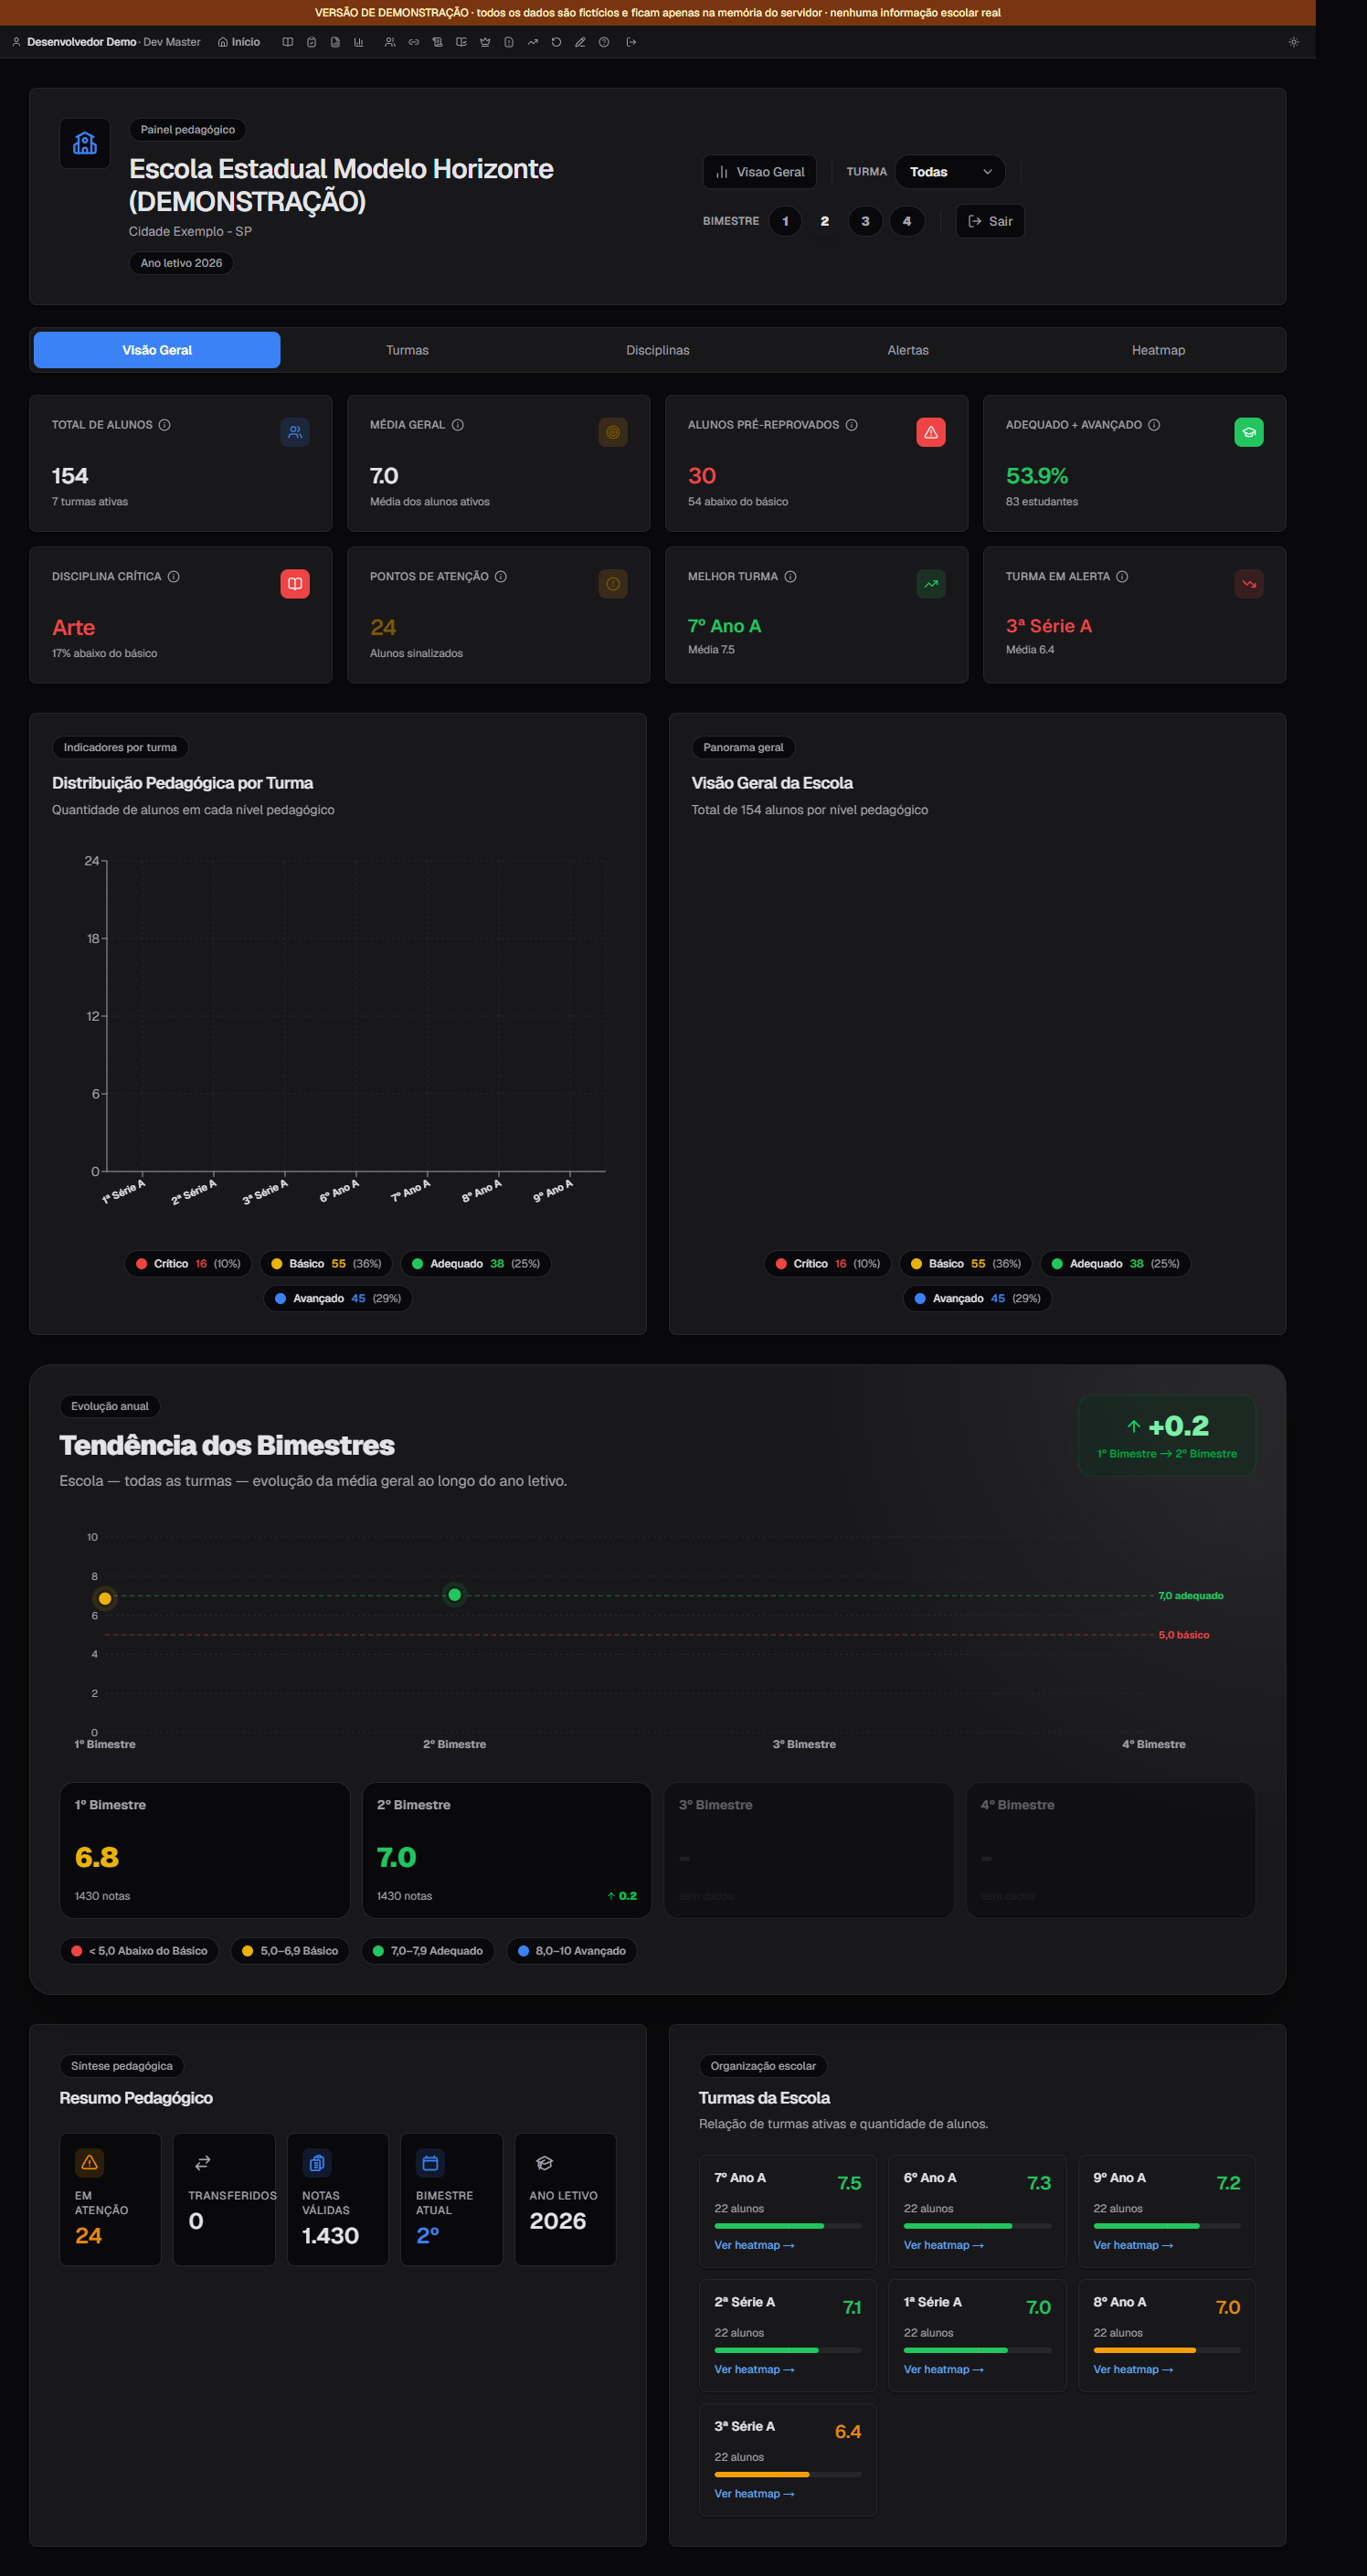 VERSÃO DE DEMONSTRAÇÃO · todos os dados são fictícios e ficam apenas na memória do servidor · nenhuma informação escolar real
Desenvolvedor Demo · Dev Master Início
Painel pedagógico
Escola Estadual Modelo Horizonte
(DEMONSTRAÇÃO)
Cidade Exemplo - SP
Ano letivo 2026
Visao Geral TURMA Todas
BIMESTRE 1 2 3 4 Sair
Visão Geral Turmas Disciplinas Alertas Heatmap
TOTAL DE ALUNOS
154
7 turmas ativas
MÉDIA GERAL
7.0
Média dos alunos ativos
ALUNOS PRÉ-REPROVADOS
30
54 abaixo do básico
ADEQUADO + AVANÇADO
53.9%
83 estudantes
DISCIPLINA CRÍTICA
Arte
17% abaixo do básico
PONTOS DE ATENÇÃO
24
Alunos sinalizados
MELHOR TURMA
7º Ano A
Média 7.5
TURMA EM ALERTA
3ª Série A
Média 6.4
Indicadores por turma
Distribuição Pedagógica por Turma
Quantidade de alunos em cada nível pedagógico
24
18
12
6
0
1ª Série A 2ª Série A 3ª Série A 6º Ano A 7º Ano A 8º Ano A 9º Ano A
Crítico 16 (10%) Básico 55 (36%) Adequado 38 (25%)
Avançado 45 (29%)
Panorama geral
Visão Geral da Escola
Total de 154 alunos por nível pedagógico
Crítico 16 (10%) Básico 55 (36%) Adequado 38 (25%)
Avançado 45 (29%)
Evolução anual
Tendência dos Bimestres
Escola — todas as turmas — evolução da média geral ao longo do ano letivo.
↑ +0.2
1º Bimestre → 2º Bimestre
10
8
7,0 adequado
6
5,0 básico
4
2
0
1º Bimestre 2º Bimestre 3º Bimestre 4º Bimestre
1º Bimestre
6.8
1430 notas
2º Bimestre
7.0
1430 notas ↑ 0.2
3º Bimestre
–
sem dados
4º Bimestre
–
sem dados
< 5,0 Abaixo do Básico 5,0–6,9 Básico 7,0–7,9 Adequado 8,0–10 Avançado
Síntese pedagógica
Resumo Pedagógico
EM
ATENÇÃO
24
TRANSFERIDOS
0
NOTAS
VÁLIDAS
1.430
BIMESTRE
ATUAL
2º
ANO LETIVO
2026
Organização escolar
Turmas da Escola
Relação de turmas ativas e quantidade de alunos.
7º Ano A 7.5
22 alunos
Ver heatmap →
6º Ano A 7.3
22 alunos
Ver heatmap →
9º Ano A 7.2
22 alunos
Ver heatmap →
2ª Série A 7.1
22 alunos
Ver heatmap →
1ª Série A 7.0
22 alunos
Ver heatmap →
8º Ano A 7.0
22 alunos
Ver heatmap →
3ª Série A 6.4
22 alunos
Ver heatmap →